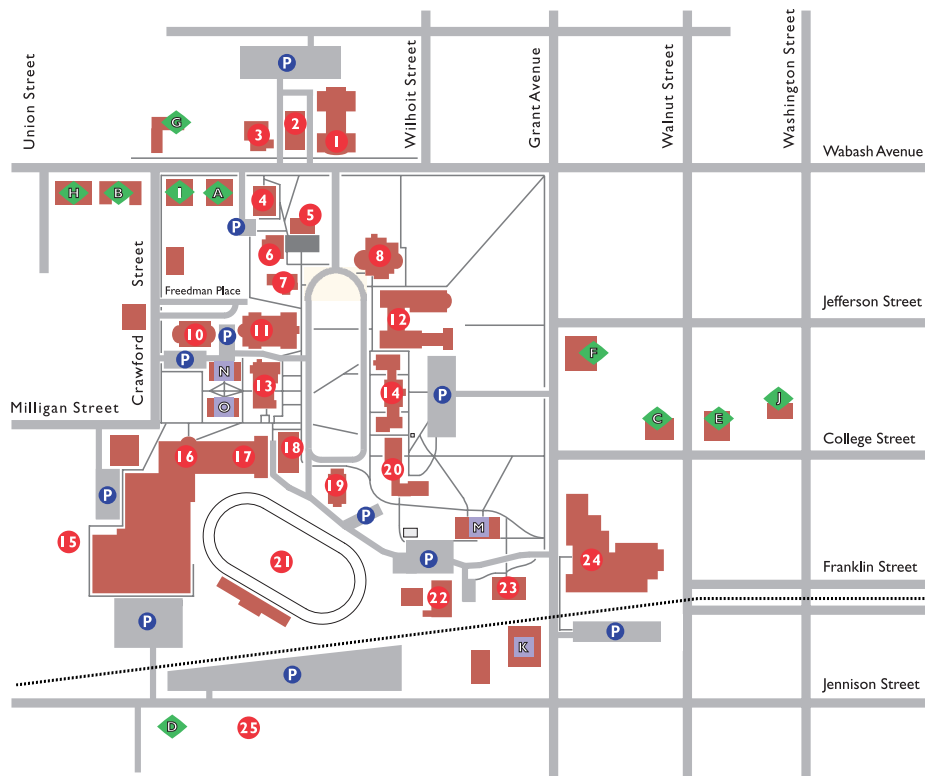 Union Street
Wilhoit Street
Grant Avenue
Walnut Street
Washington Street
P
G
3
2
1
Wabash Avenue
H
B
I
A
4
5
P
6
8
7
Crawford Street
Freedman Place
Jefferson Street
12
10
P
11
P
N
F
13
14
P
O
J
Milligan Street
C
E
College Street
16
17
18
20
P
19
P
M
15
21
P
24
Franklin Street
23
22
P
P
K
P
Jennison Street
D
25